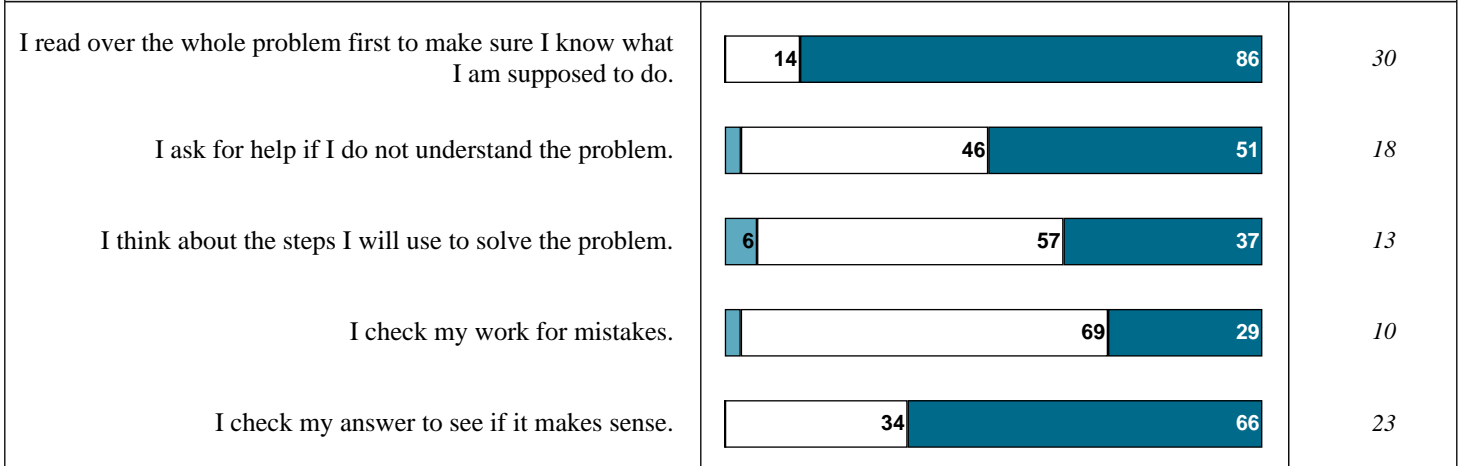 I read over the whole problem first to make sure I know what
I am supposed to do.
14 86 30
I ask for help if I do not understand the problem.
46 51 18
I think about the steps I will use to solve the problem.
6 57 37 13
I check my work for mistakes.
69 29 10
I check my answer to see if it makes sense.
34 66 23